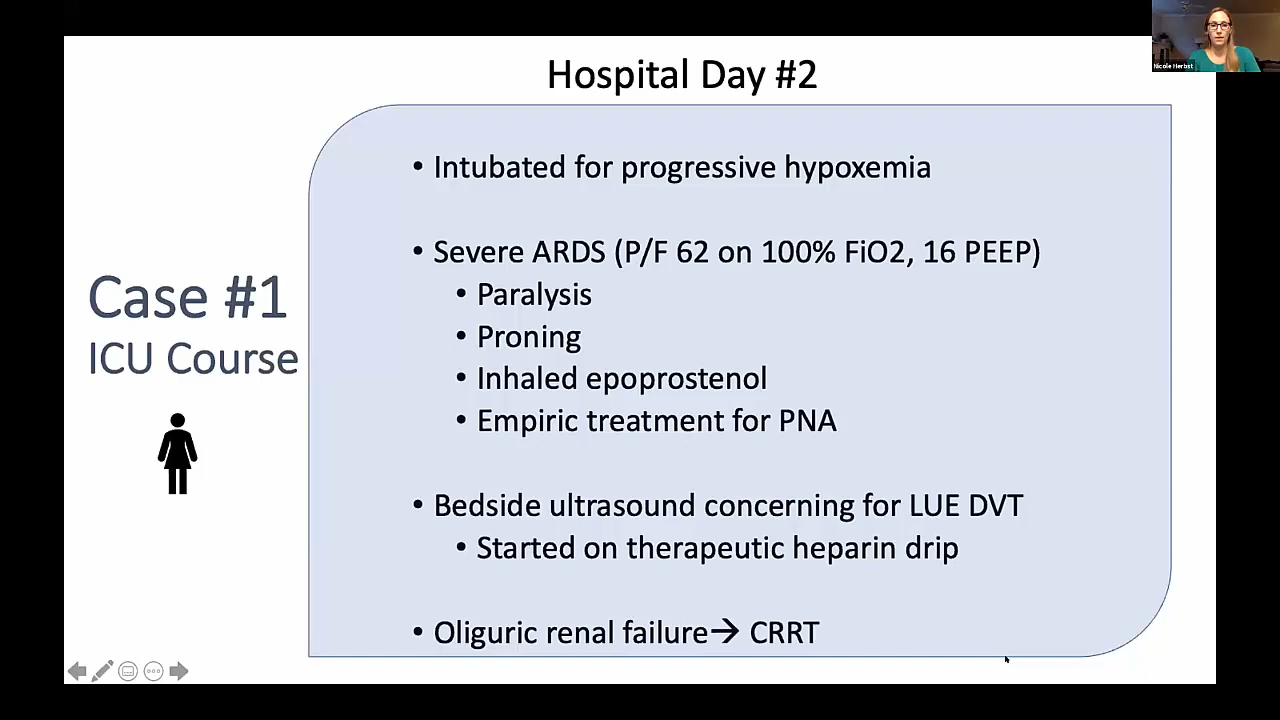 Nicole Herbst
Hospital Day #2
Case #1
ICU Course
• Intubated for progressive hypoxemia
• Severe ARDS (P/F 62 on 100% FiO2, 16 PEEP)
• Paralysis
• Proning
• Inhaled epoprostenol
• Empiric treatment for PNA
• Bedside ultrasound concerning for LUE DVT
• Started on therapeutic heparin drip
• Oliguric renal failure→ CRRT